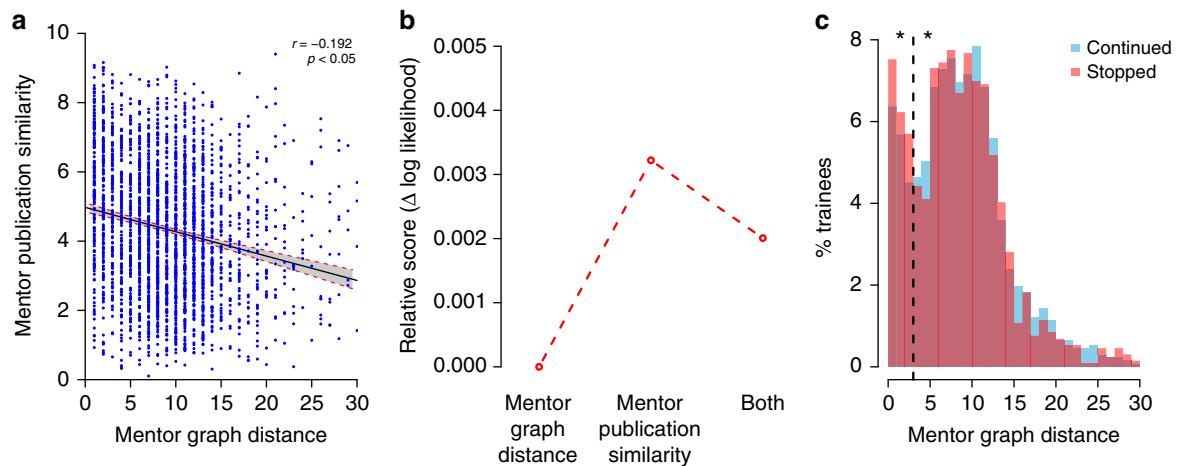 a
10
8
6
4
2
0
Mentor publication similarity
r = −0.192
p < 0.05
0 5 10 15 20 25 30
Mentor graph distance
b
0.005
0.004
0.003
0.002
0.001
0.000
Relative score (Δ log likelihood)
Mentor
graph
distance
Mentor
publication
similarity
Both
c
8
6
4
2
0
% trainees
* *
Continued
Stopped
0 5 10 15 20 25 30
Mentor graph distance